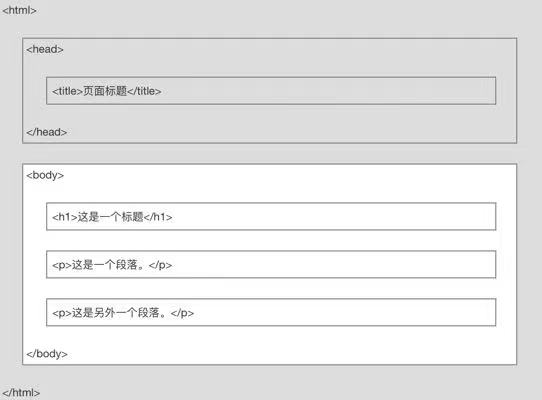 <html>
<head>
<title>页面标题</title>
</head>
<body>
<h1>这是一个标题</h1>
<p>这是一个段落。</p>
<p>这是另外一个段落。</p>
</body>
</html>